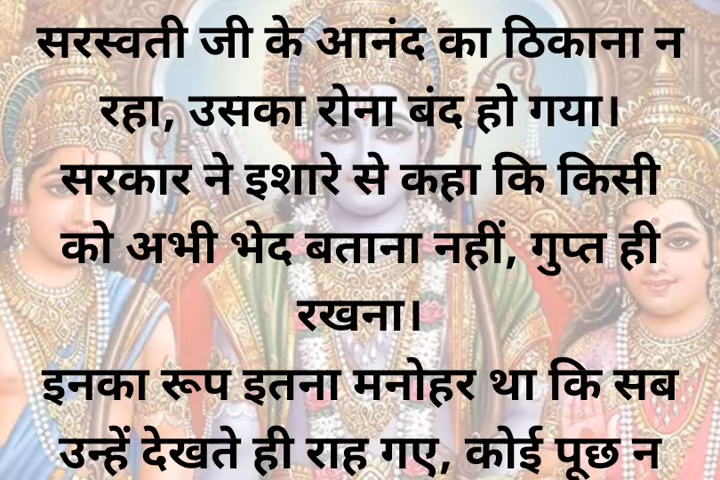 सरस्वती जी के आनंद का ठिकाना न
रहा, उसका रोना बंद हो गया।
सरकार ने इशारे से कहा कि किसी
को अभी भेद बताना नहीं, गुप्त ही
रखना।
इनका रूप इतना मनोहर था कि सब
उन्हें देखते ही राह गए, कोई पूछ न